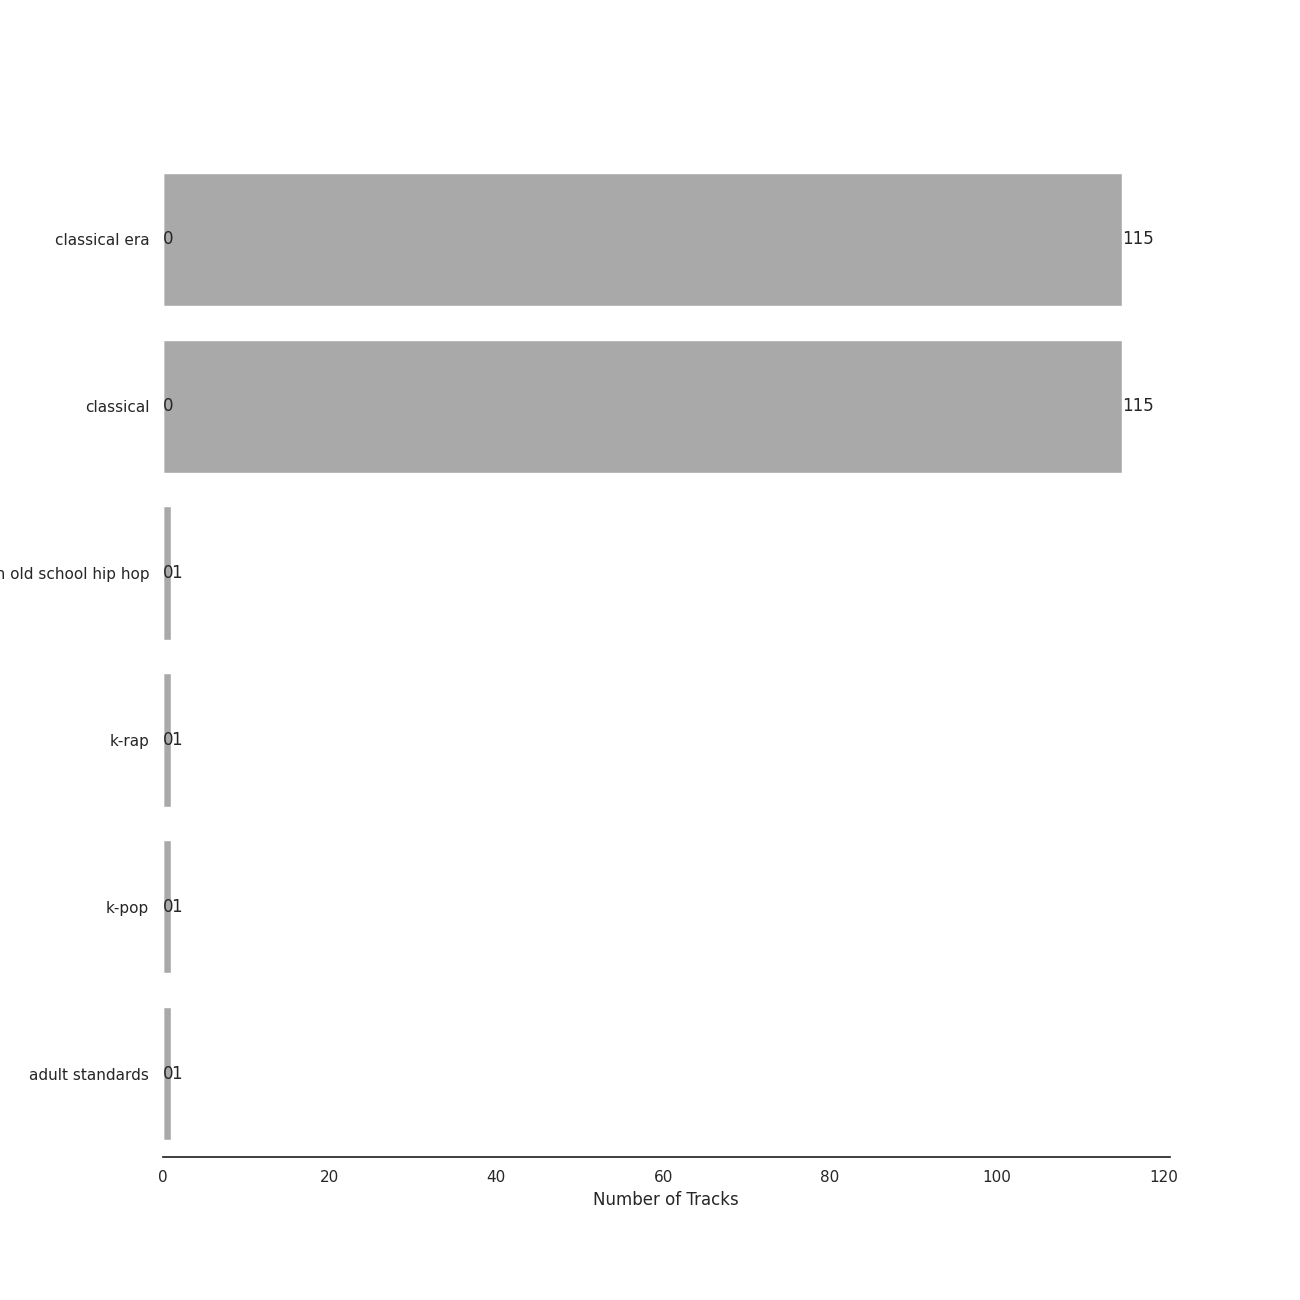 classical era 0 115
classical 0 115
old school hip hop 01
k-rap 01
k-pop 01
adult standards 01
0 20 40 60 80 100 120
Number of Tracks